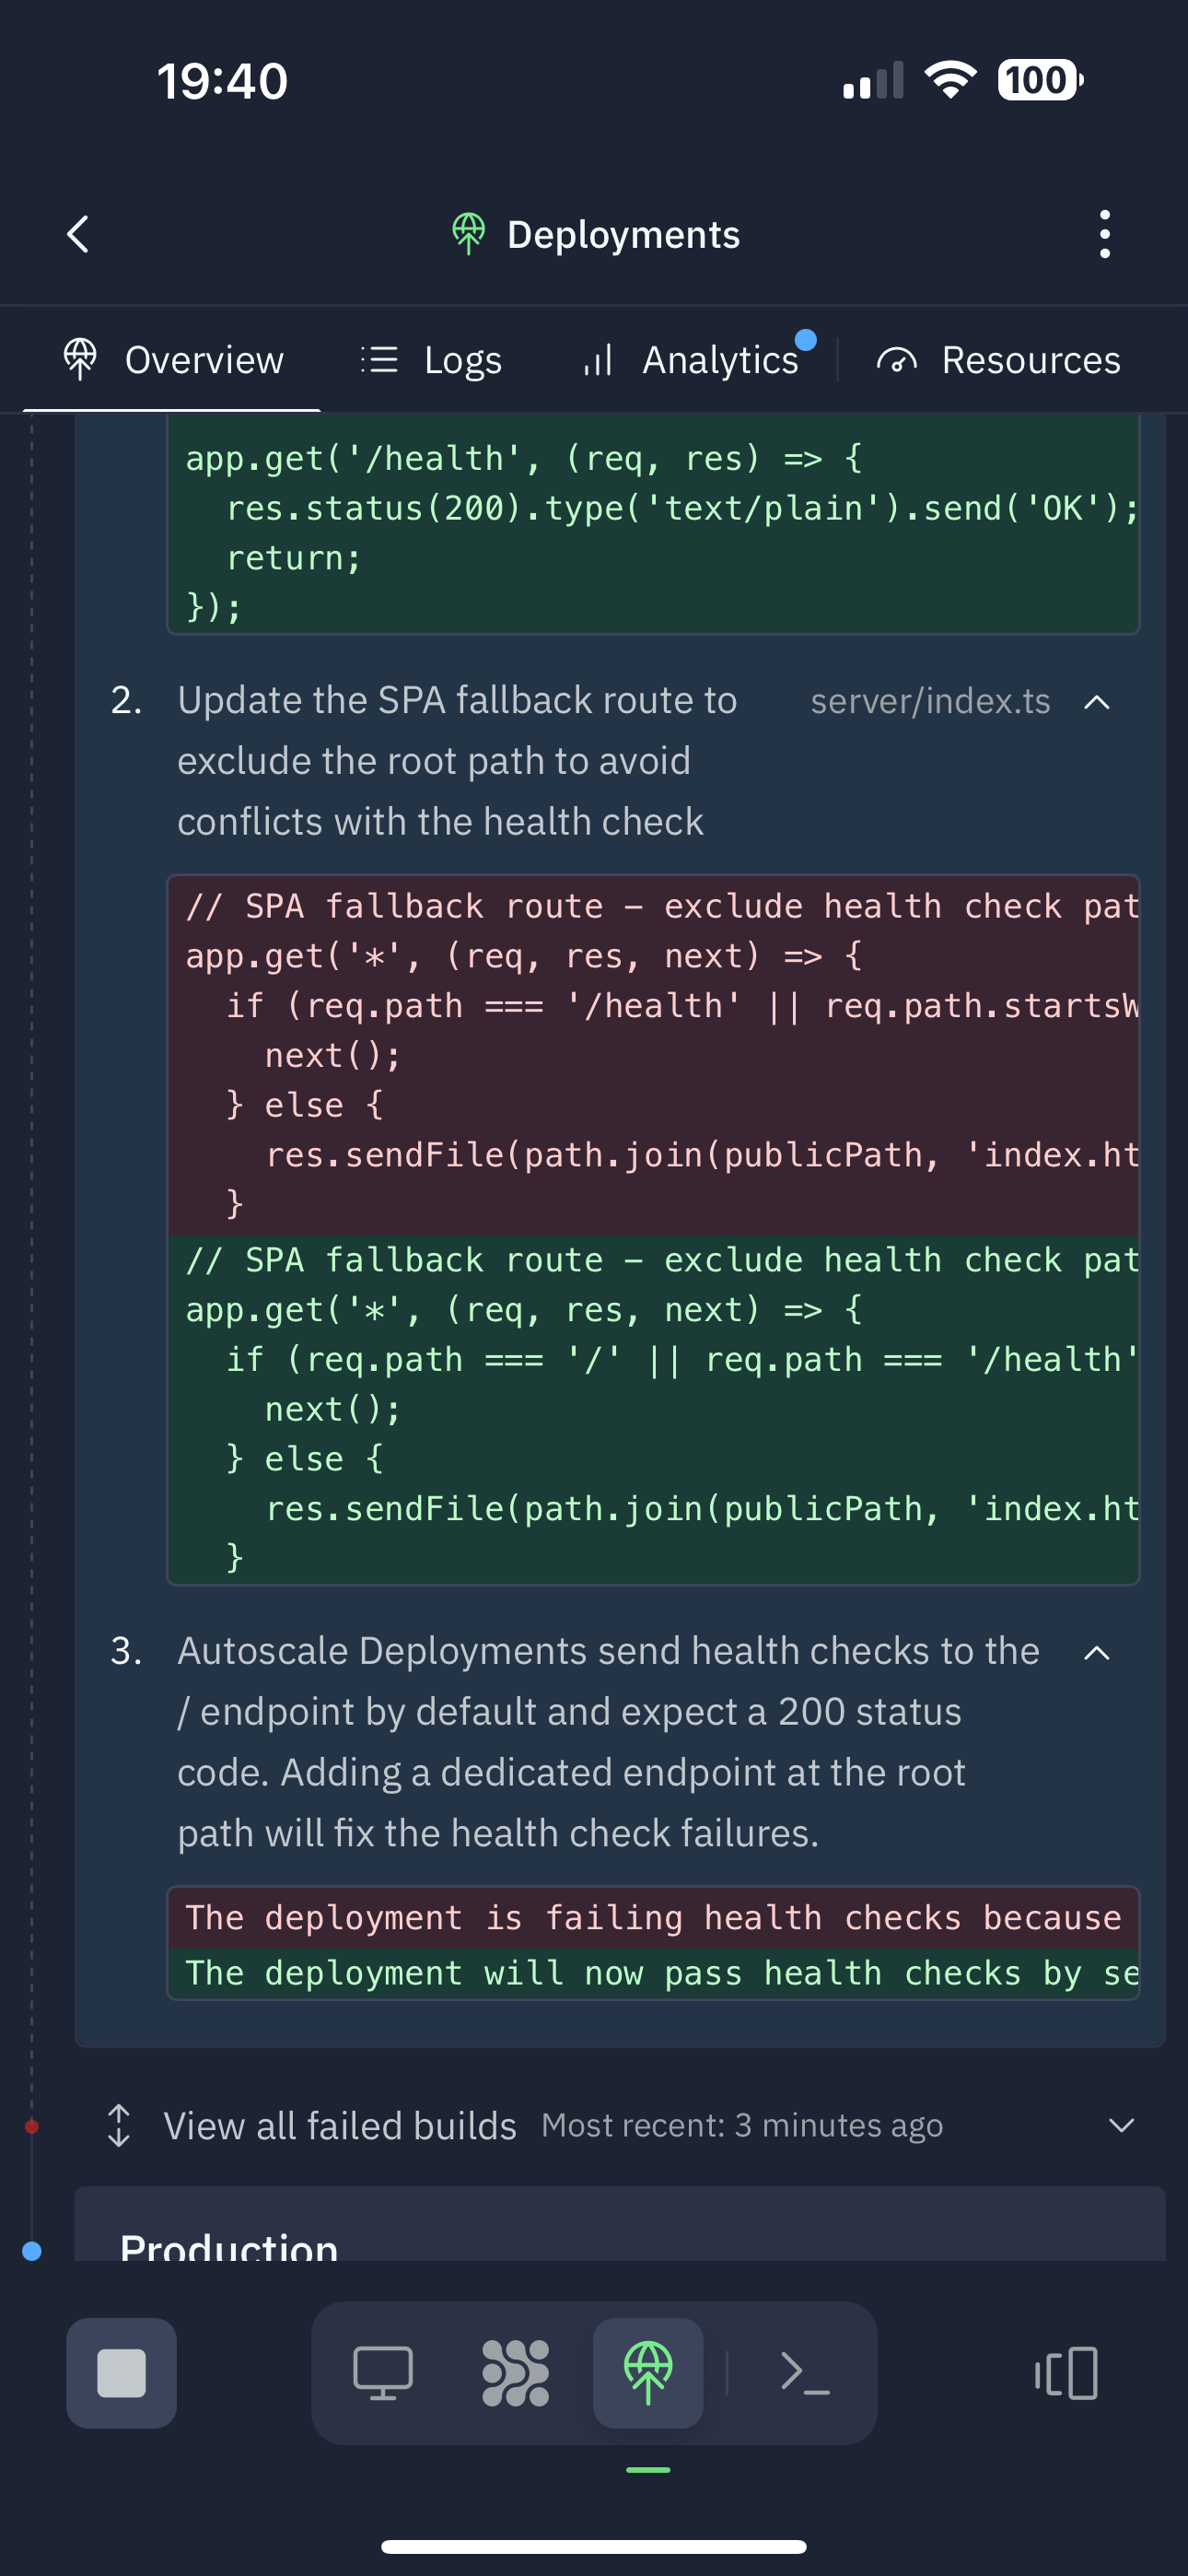 19:40
100
Deployments
Overview
Logs
Analytics
Resources
app.get('/health', (req, res) => {
res.status(200).type('text/plain').send('OK');
return;
});
2. Update the SPA fallback route to
server/index.ts
exclude the root path to avoid
conflicts with the health check
// SPA fallback route – exclude health check pat
app.get('*', (req, res, next) => {
if (req.path === '/health' || req.path.startsW
next();
} else {
res.sendFile(path.join(publicPath, 'index.ht
}
// SPA fallback route – exclude health check pat
app.get('*', (req, res, next) => {
if (req.path === '/' || req.path === '/health'
next();
} else {
res.sendFile(path.join(publicPath, 'index.ht
}
3. Autoscale Deployments send health checks to the
/ endpoint by default and expect a 200 status
code. Adding a dedicated endpoint at the root
path will fix the health check failures.
The deployment is failing health checks because
The deployment will now pass health checks by se
View all failed builds Most recent: 3 minutes ago
Production